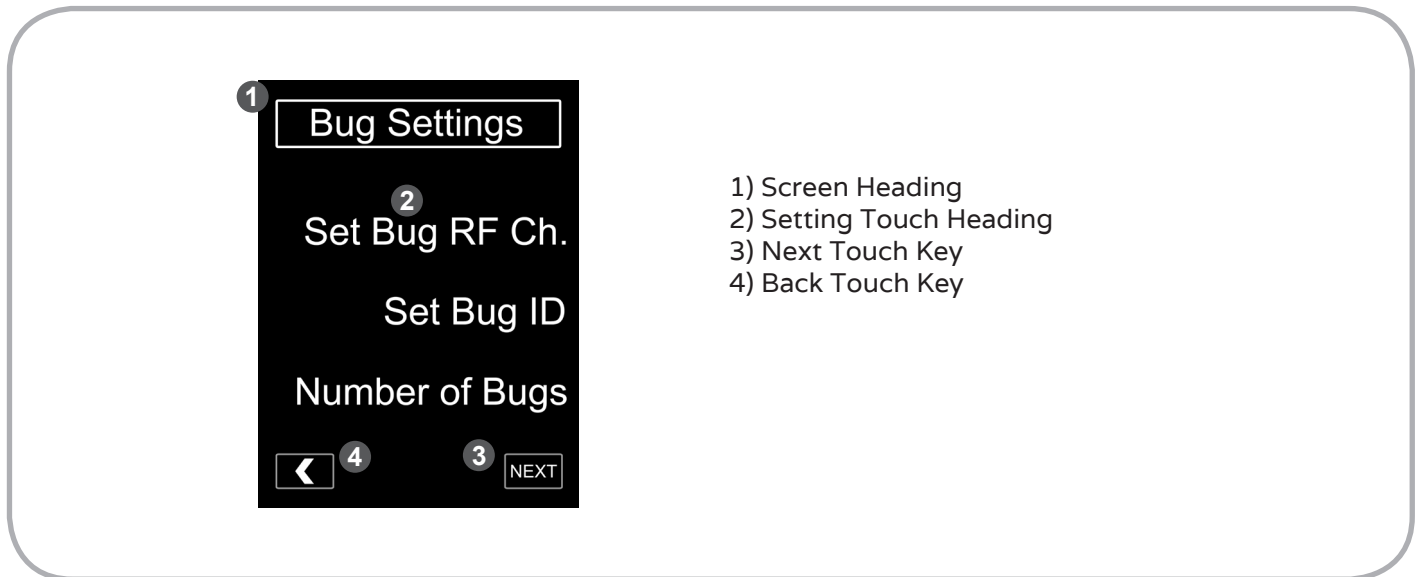 1
Bug Settings
2
Set Bug RF Ch.
Set Bug ID
Number of Bugs
4
3
NEXT
1) Screen Heading
2) Setting Touch Heading
3) Next Touch Key
4) Back Touch Key